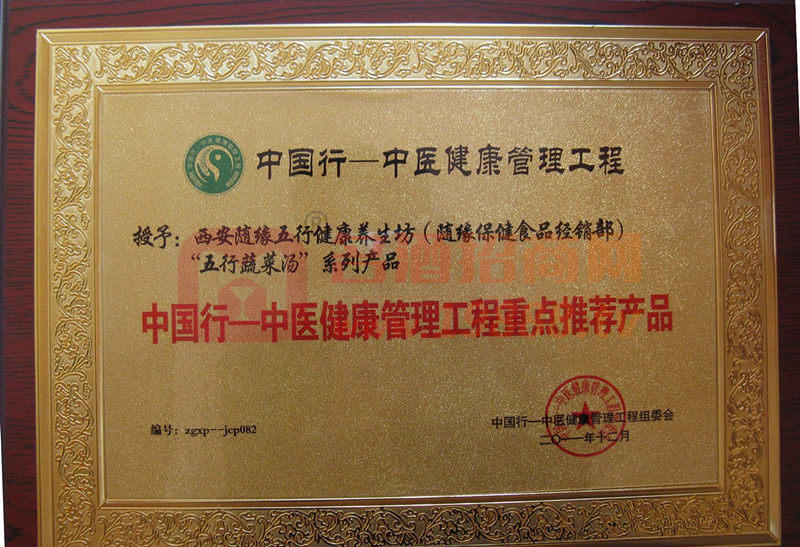 中国行—中医健康管理工程
授予：西安随缘五行健康养生坊（随缘保健食品经销部）
“五行蔬菜汤”系列产品
中国行—中医健康管理工程重点推荐产品
编号：zgxp--jcp082
中国行—中医健康管理工程组委会
二〇一一年十二月